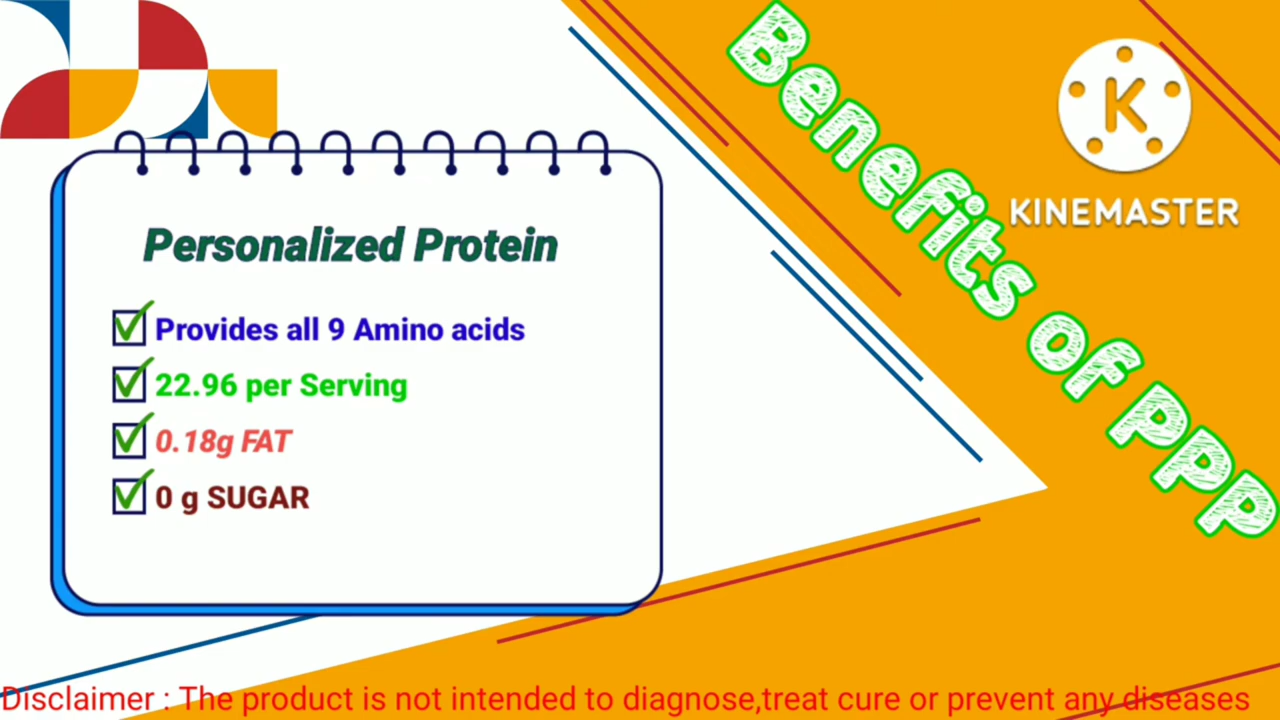 Benefits of PPP
K
KINEMASTER
Personalized Protein
Provides all 9 Amino acids
22.96 per Serving
0.18g FAT
0 g SUGAR
Disclaimer : The product is not intended to diagnose,treat cure or prevent any diseases